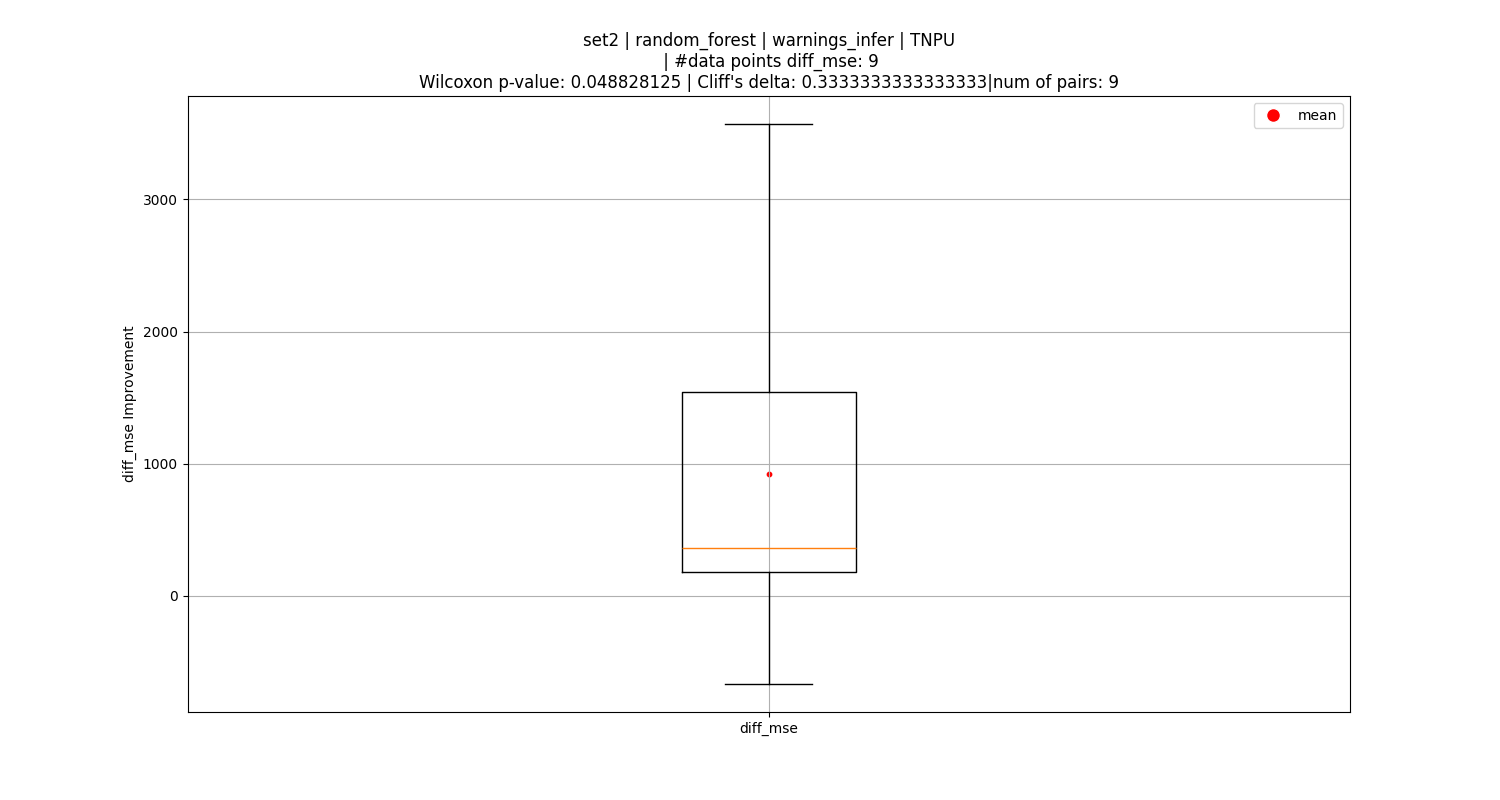 set2 | random_forest | warnings_infer | TNPU
| #data points diff_mse: 9
Wilcoxon p-value: 0.048828125 | Cliff's delta: 0.3333333333333333|num of pairs: 9
mean
3000
2000
1000
0
diff_mse Improvement
diff_mse